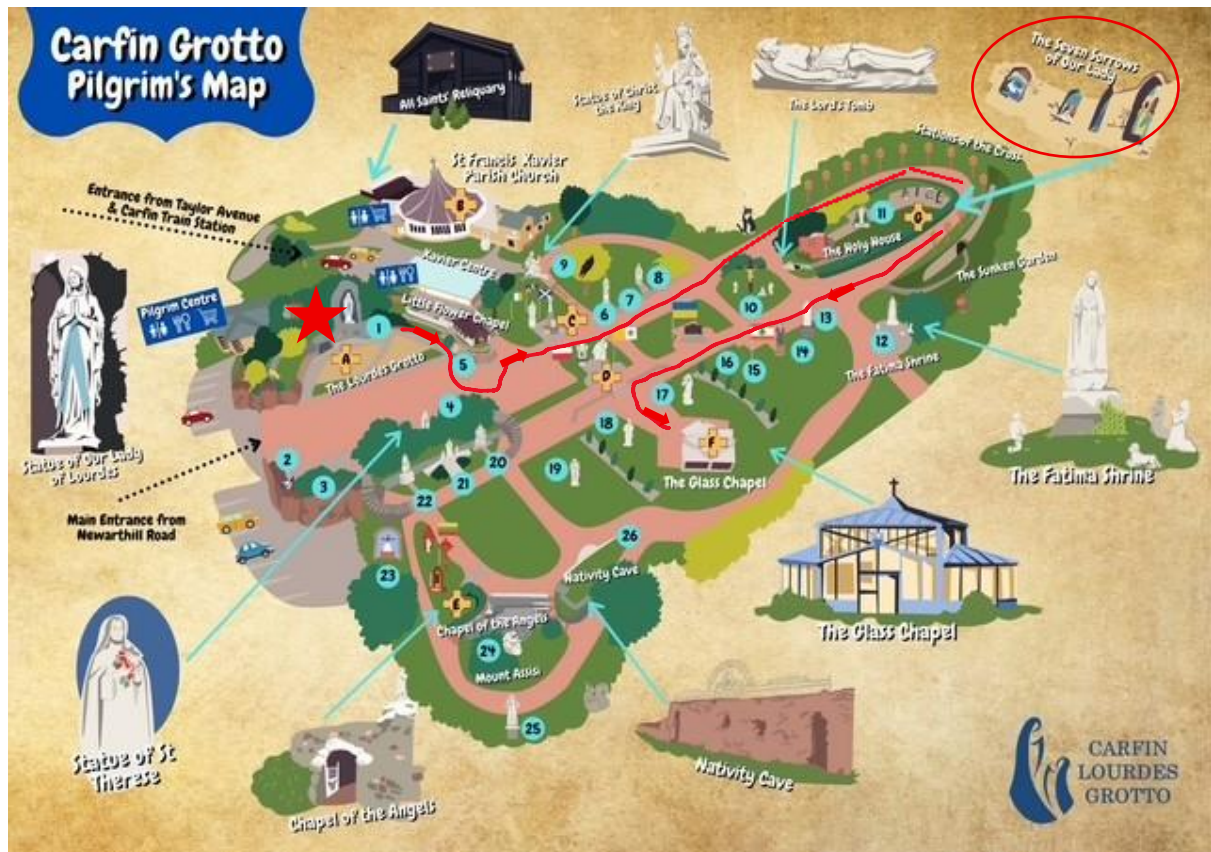 Carfin Grotto
Pilgrim's Map
All Saints' Reliquary
Statue of Christ
the King
The Lord's Tomb
The Seven Sorrows
of Our Lady
Stations of the Cross
St Francis Xavier
Parish Church
Entrance from Taylor Avenue
& Carfin Train Station
B
11
G
The Holy House
Xavier Centre
9
8
The Sunken Garden
Pilgrim Centre
Little Flower Chapel
7
6
C
10
13
1
A
The Lourdes Grotto
5
D
12
The Fatima Shrine
14
16
15
4
17
Statue of Our Lady
of Lourdes
2
3
18
F
The Glass Chapel
20
19
21
22
The Fatima Shrine
Main Entrance from
Newarthill Road
26
23
Nativity Cave
E
Chapel of the Angels
24
Mount Assisi
The Glass Chapel
25
Statue of St
Therese
Chapel of the Angels
Nativity Cave
CARFIN
LOURDES
GROTTO